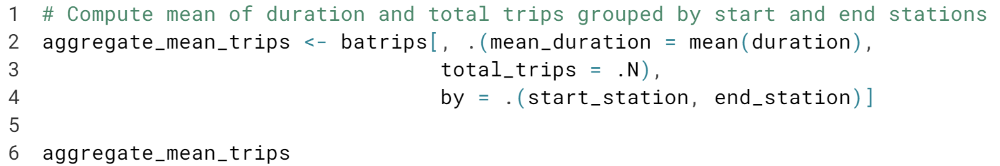 1 # Compute mean of duration and total trips grouped by start and end stations
2 aggregate_mean_trips <- batrips[, .(mean_duration = mean(duration),
3 total_trips = .N),
4 by = .(start_station, end_station)]
5
6 aggregate_mean_trips